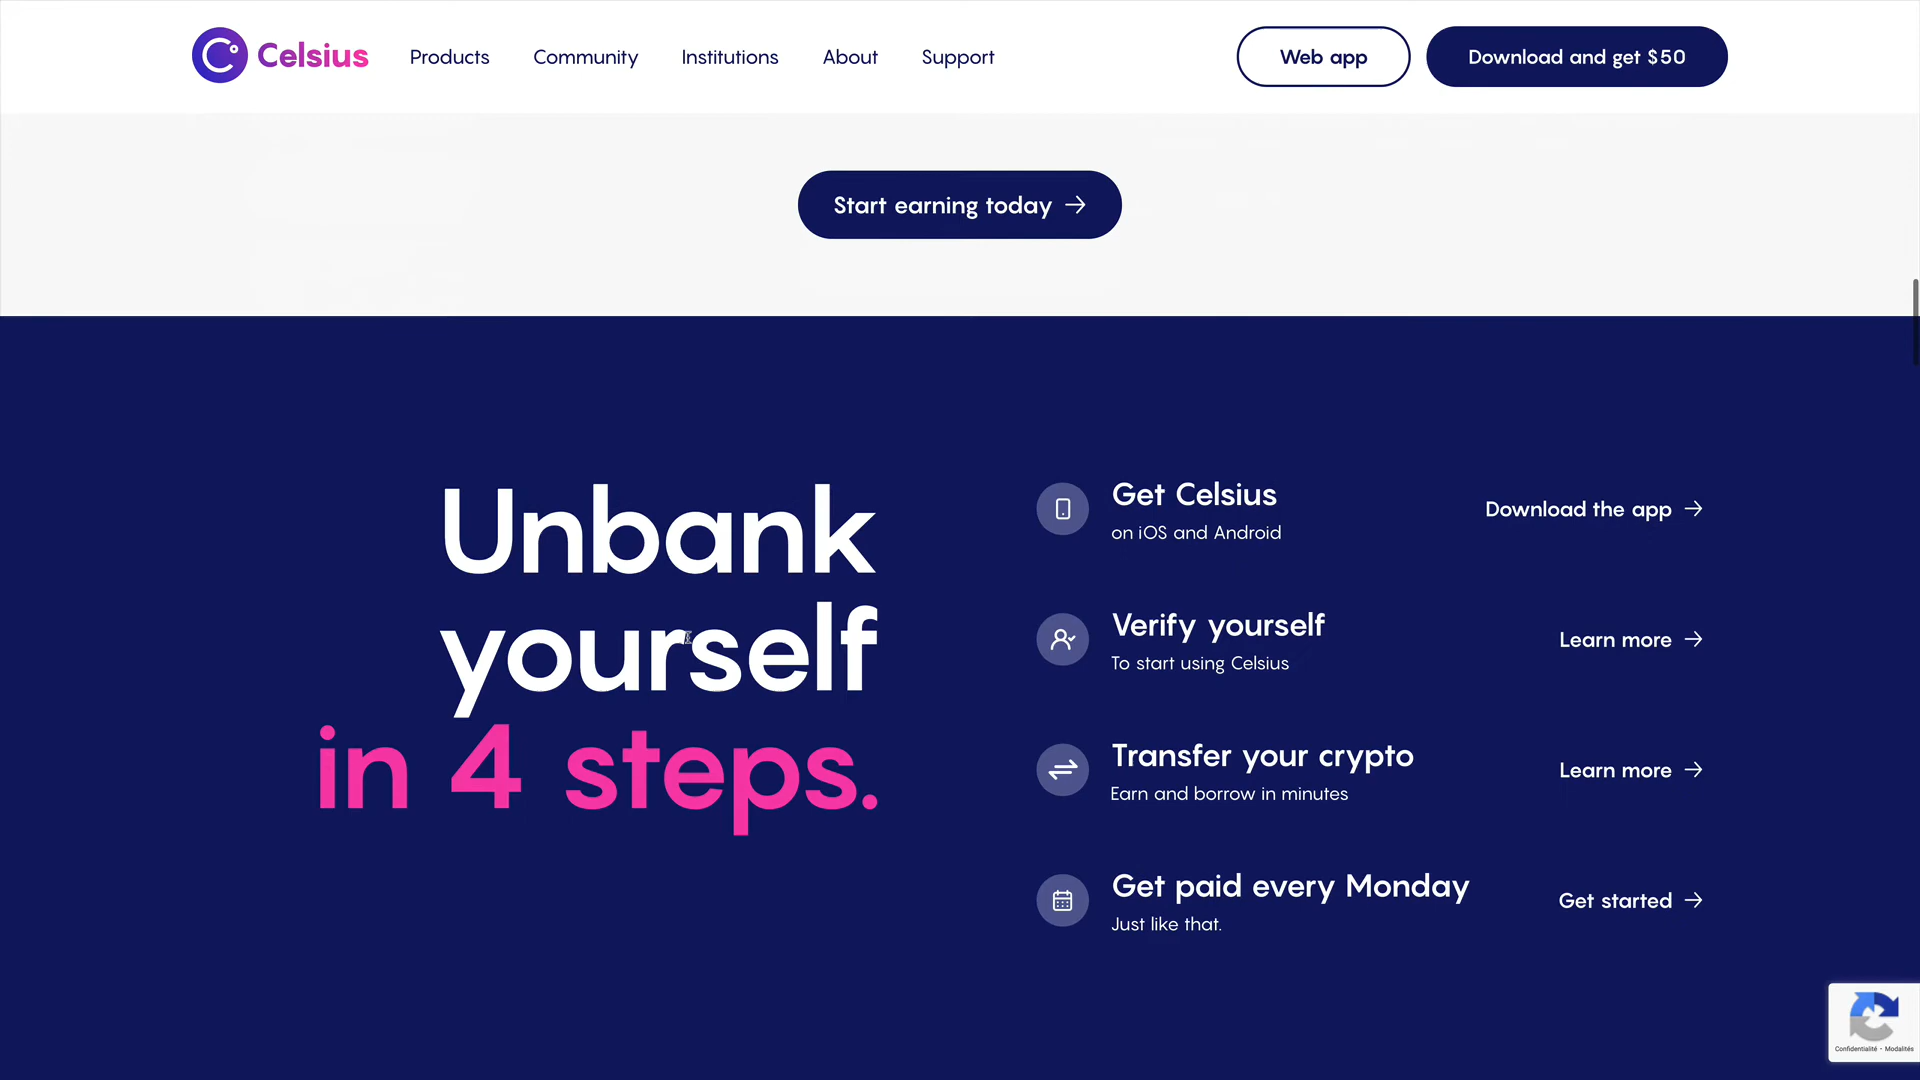 Celsius
Products
Community
Institutions
About
Support
Web app
Download and get $50
Start earning today
Unbank
yourself
in 4 steps.
Get Celsius
on iOS and Android
Download the app
Verify yourself
To start using Celsius
Learn more
Transfer your crypto
Earn and borrow in minutes
Learn more
Get paid every Monday
Just like that.
Get started
Confidentialité - Modalités